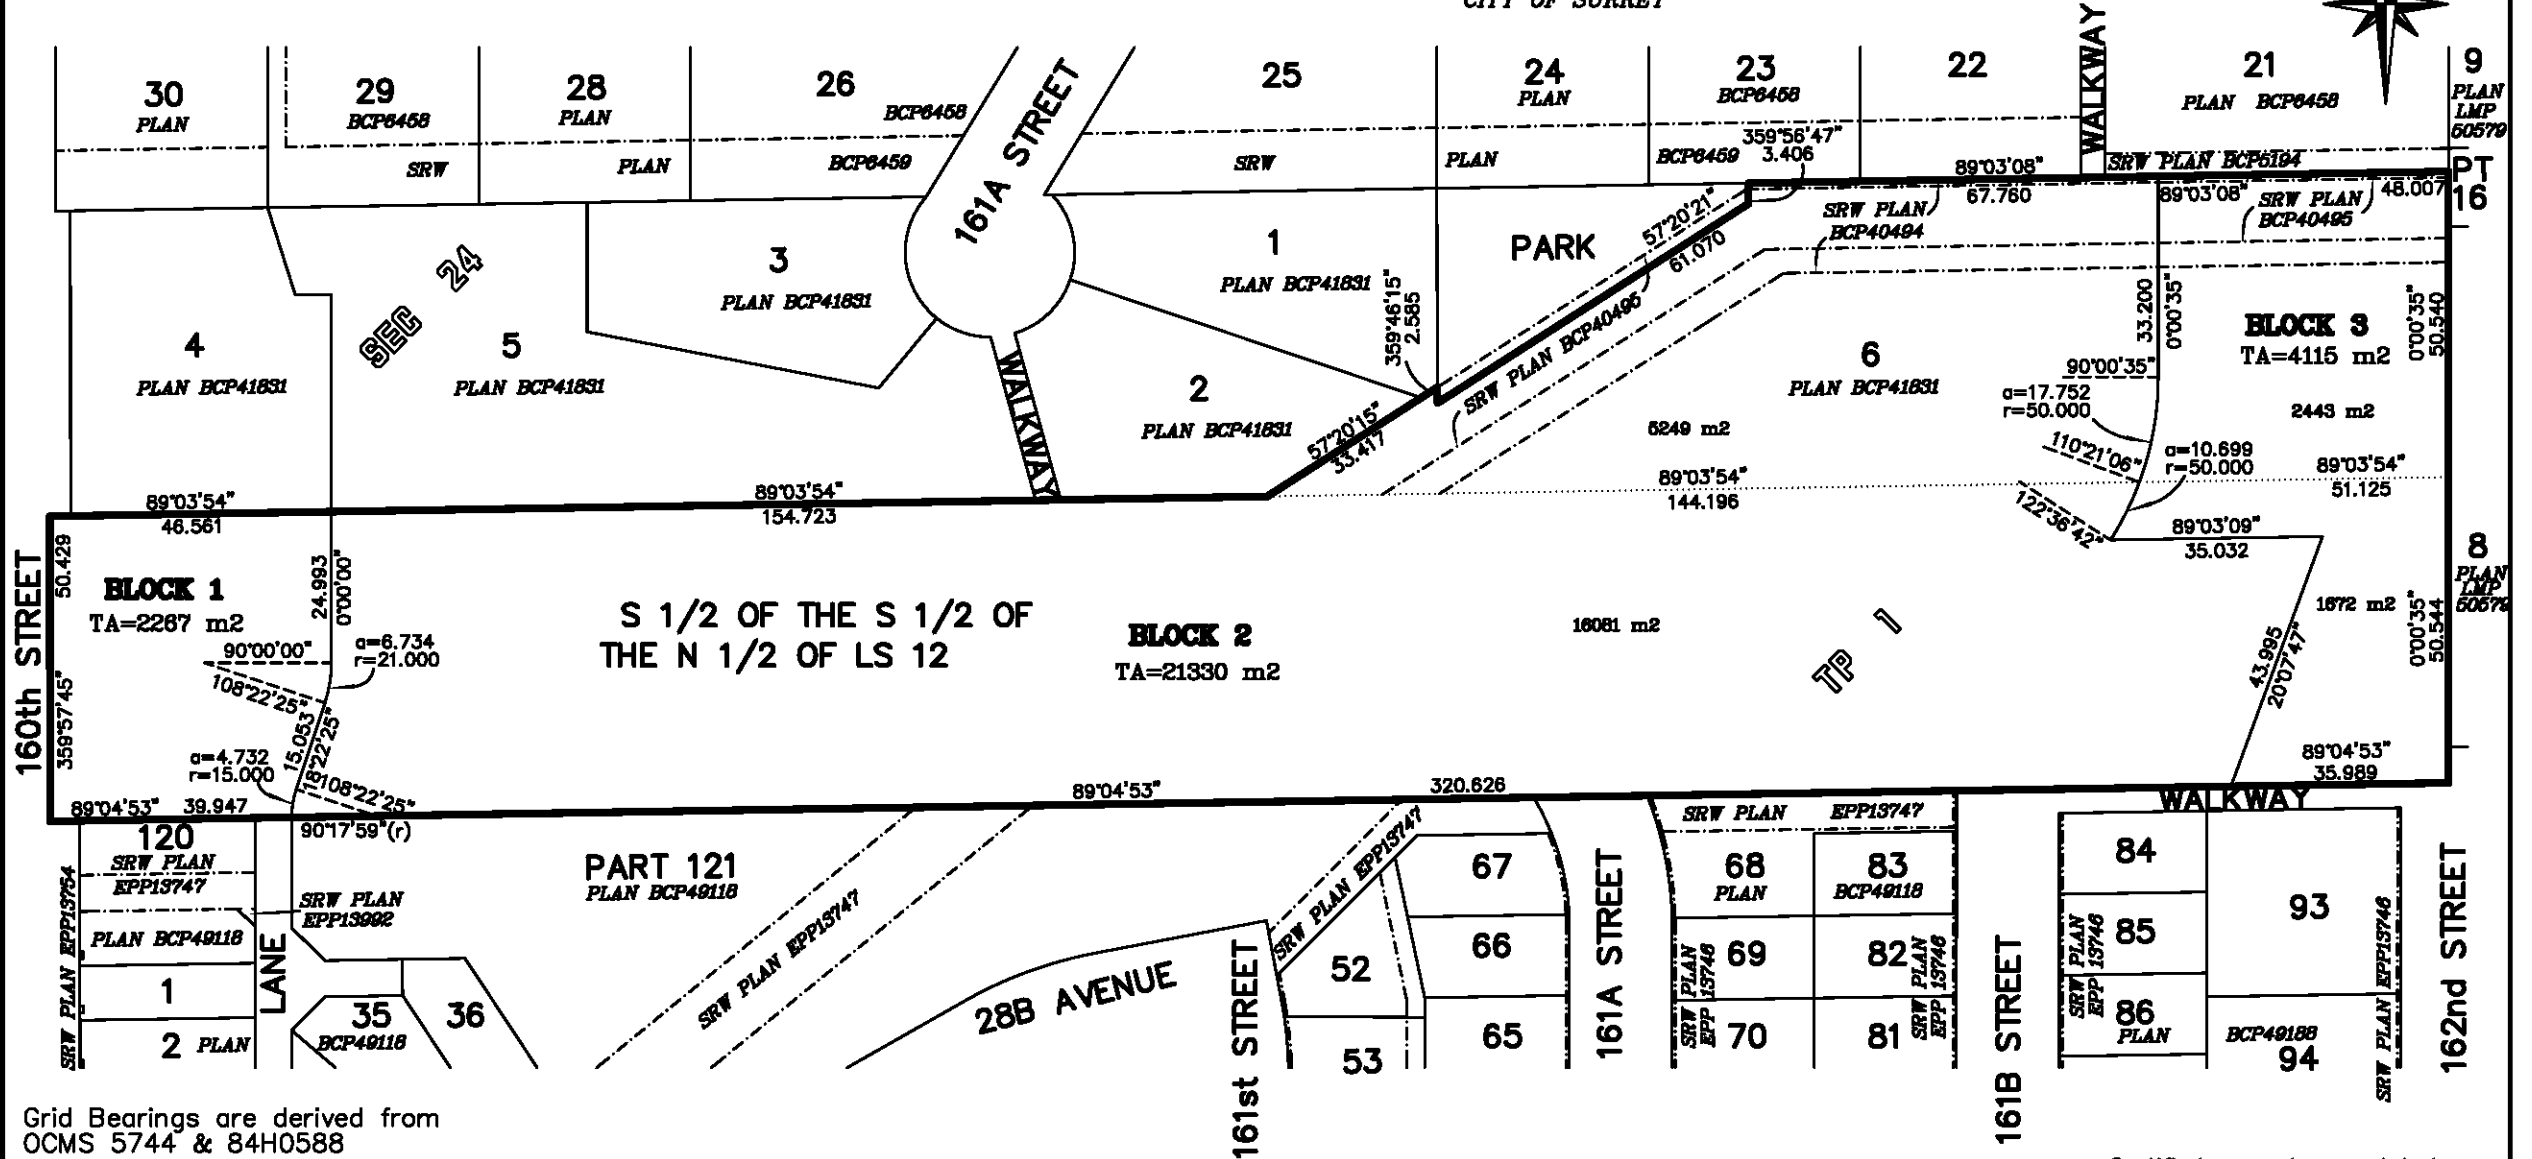 CITY OF SURREY
30
PLAN
29
BCP6458
28
PLAN
26
BCP6458
161A STREET
25
24
PLAN
23
BCP6458
22
WALKWAY
21
PLAN BCP6458
9
PLAN
LMP
50579
SRW
PLAN
BCP6459
SRW
PLAN
BCP6459
359°56'47"
3.406
89°03'08"
67.760
SRW PLAN BCP5194
89°03'08"
48.007
PT
16
SRW PLAN
BCP40495
SRW PLAN
BCP40494
SEC 24
4
PLAN BCP41831
5
PLAN BCP41831
3
PLAN BCP41831
WALKWAY
1
PLAN BCP41831
2
PLAN BCP41831
PARK
57°20'21"
61.070
359°46'15"
2.585
SRW PLAN BCP40495
57°20'15"
33.417
6
PLAN BCP41831
5249 m2
33.200
0°00'35"
90°00'35"
a=17.752
r=50.000
110°21'06"
a=10.699
r=50.000
122°36'42"
BLOCK 3
TA=4115 m2
2443 m2
0°00'35"
50.540
89°03'54"
46.561
89°03'54"
154.723
89°03'54"
144.196
89°03'54"
51.125
89°03'09"
35.032
160th STREET
50.429
359°57'45"
BLOCK 1
TA=2267 m2
24.993
0°00'00"
90°00'00"
a=6.734
r=21.000
108°22'25"
15.053
18°22'25"
a=4.732
r=15.000
108°22'25"
S 1/2 OF THE S 1/2 OF
THE N 1/2 OF LS 12
BLOCK 2
TA=21330 m2
16081 m2
TP 1
43.995
20°07'47"
1672 m2
0°00'35"
50.544
8
PLAN
LMP
50579
89°04'53"
39.947
90°17'59"(r)
89°04'53"
320.626
89°04'53"
35.989
WALKWAY
120
SRW PLAN
EPP13747
SRW PLAN EPP13754
PLAN BCP49118
1
2 PLAN
LANE
SRW PLAN
EPP13992
35
BCP49118
36
PART 121
PLAN BCP49118
SRW PLAN EPP13747
28B AVENUE
161st STREET
SRW PLAN EPP13747
52
53
67
66
65
161A STREET
SRW PLAN EPP13747
68
PLAN
83
BCP49118
69
82
70
81
SRW PLAN
EPP 13746
SRW PLAN
EPP 13746
161B STREET
84
85
86
PLAN
SRW PLAN
EPP 13746
93
BCP49188
94
SRW PLAN EPP13746
162nd STREET
Grid Bearings are derived from
OCMS 5744 & 84H0588